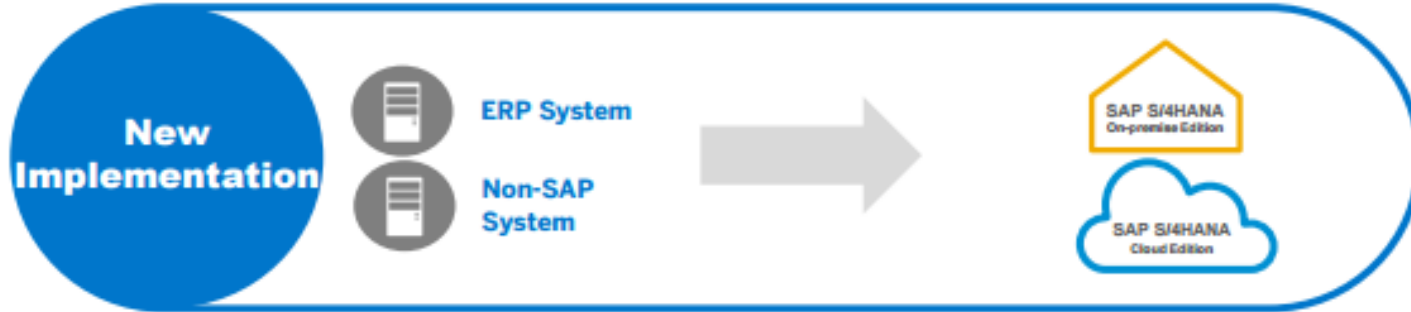 New
Implementation
ERP System
Non-SAP
System
SAP S/4HANA
On-premise Edition
SAP S/4HANA
Cloud Edition